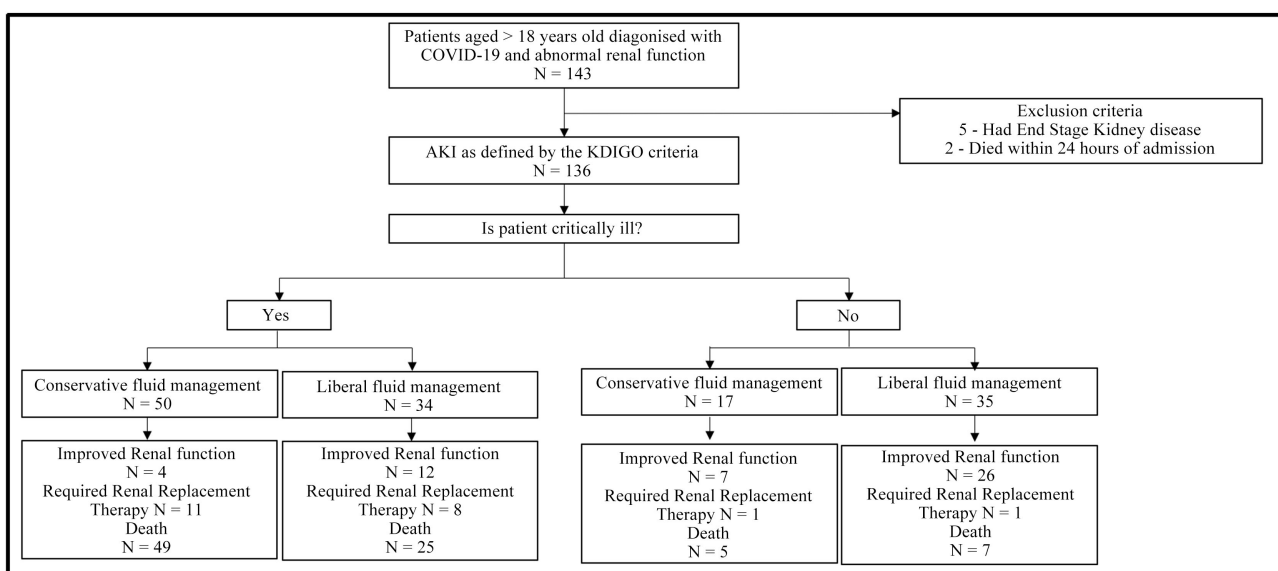 Patients aged > 18 years old diagonised with
COVID-19 and abnormal renal function
N = 143
Exclusion criteria
5 - Had End Stage Kidney disease
2 - Died within 24 hours of admission
AKI as defined by the KDIGO criteria
N = 136
Is patient critically ill?
Yes
No
Conservative fluid management
N = 50
Liberal fluid management
N = 34
Conservative fluid management
N = 17
Liberal fluid management
N = 35
Improved Renal function
N = 4
Required Renal Replacement
Therapy N = 11
Death
N = 49
Improved Renal function
N = 12
Required Renal Replacement
Therapy N = 8
Death
N = 25
Improved Renal function
N = 7
Required Renal Replacement
Therapy N = 1
Death
N = 5
Improved Renal function
N = 26
Required Renal Replacement
Therapy N = 1
Death
N = 7